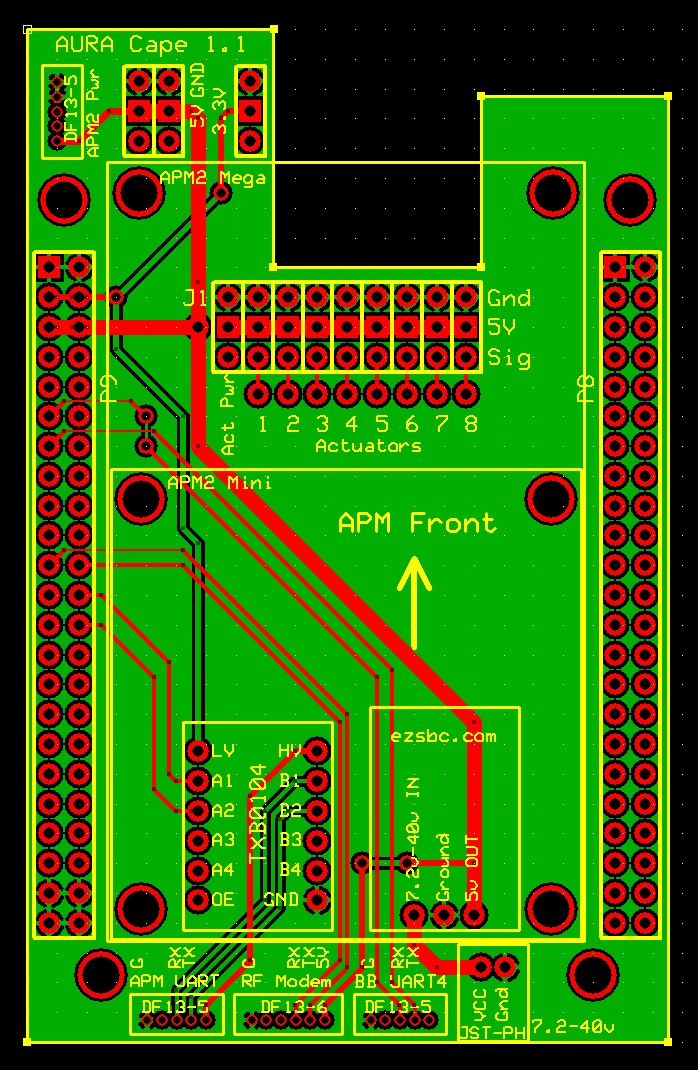 AURA Cape 1.1
DF13-5
APM2 Pwr
5V GND
3.3V
APM2 Mega
J1
Gnd
5V
Sig
P9
P8
Act Pwr
1 2 3 4 5 6 7 8
Actuators
APM2 Mini
APM Front
ezsbc.com
LV HV
A1 B1
A2 B2
A3 B3
A4 B4
OE GND
TXB0104
7.2v-40v IN
Ground
5v OUT
G RX TX
G RX TX 5V
G RX TX
APM UART RF Modem BB UART4
DF13-5 DF13-6 DF13-5
VCC
Gnd
JST-PH 7.2-40v